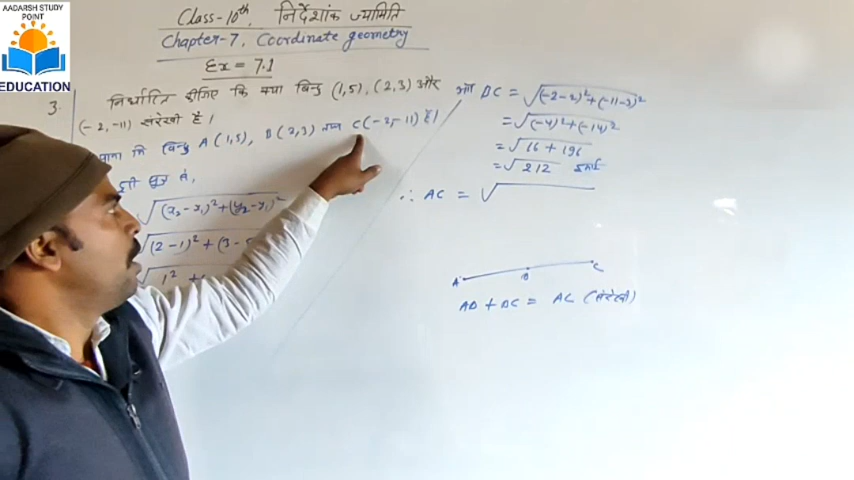 AADARSH STUDY
POINT
EDUCATION
Class-10th, निर्देशांक ज्यामिति
Chapter-7, Coordinate geometry
Ex = 7.1
3. निर्धारित कीजिए कि क्या बिन्दु (1,5), (2,3) और
(-2,-11) संरेखी हैं।
माना कि बिन्दु A(1,5), B(2,3) तथा C(-2,-11) हैं।
दूरी सूत्र से,
√(x₂-x₁)²+(y₂-y₁)²
√(2-1)²+(3-
√1²+
BC = √(-2-2)²+(-11-3)²
= √(-4)²+(-14)²
= √16+196
= √212 इकाई
∴ AC = √
A B C
AB + BC = AC (संरेखी)